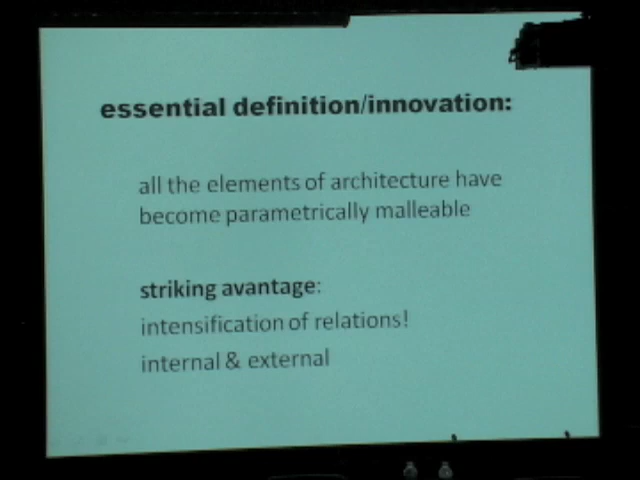 essential definition/innovation:
all the elements of architecture have
become parametrically malleable
striking avantage:
intensification of relations!
internal & external